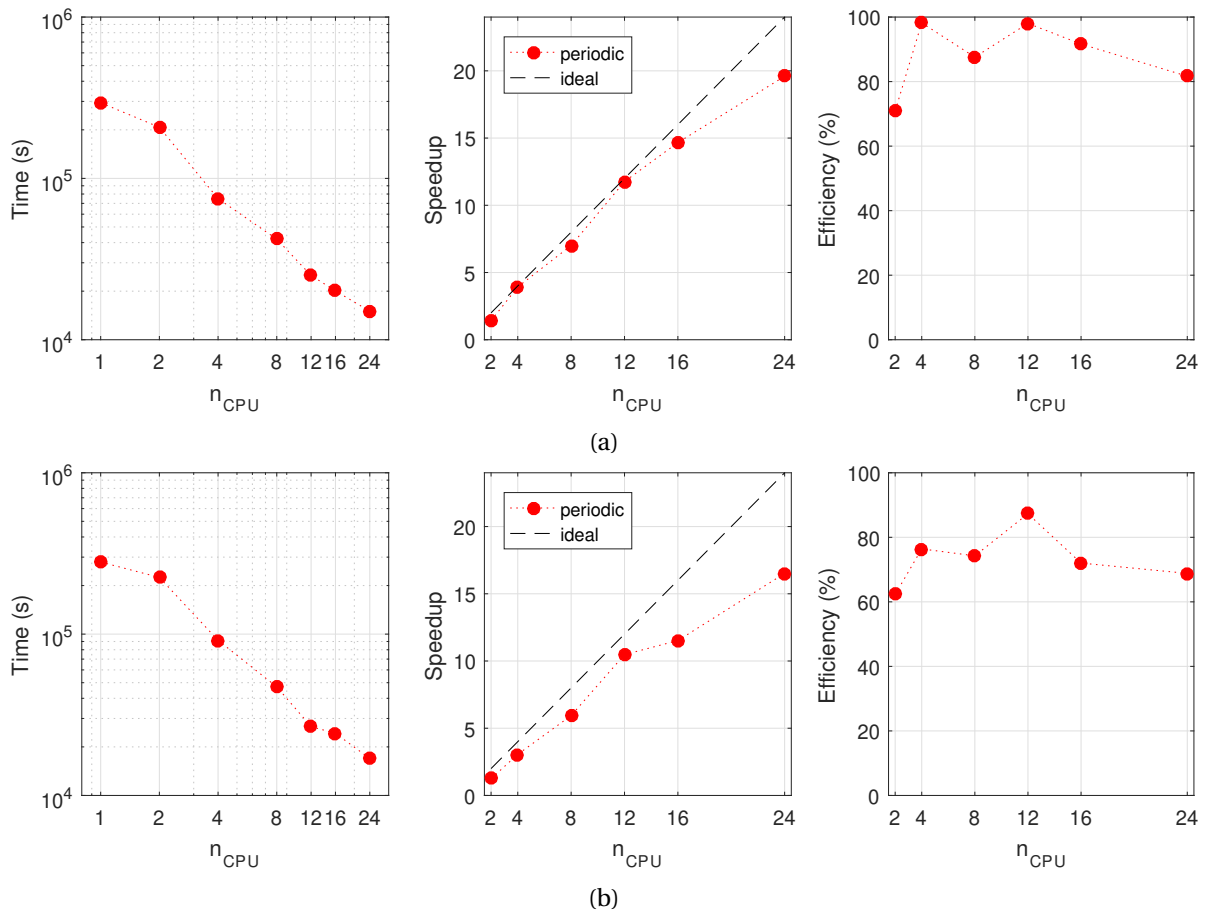 10^6
10^5
10^4
Time (s)
1 2 4 8 12 16 24
n_CPU
20
15
10
5
0
Speedup
periodic
ideal
2 4 8 12 16 24
n_CPU
100
80
60
40
20
0
Efficiency (%)
2 4 8 12 16 24
n_CPU
(a)
10^6
10^5
10^4
Time (s)
1 2 4 8 12 16 24
n_CPU
20
15
10
5
0
Speedup
periodic
ideal
2 4 8 12 16 24
n_CPU
100
80
60
40
20
0
Efficiency (%)
2 4 8 12 16 24
n_CPU
(b)